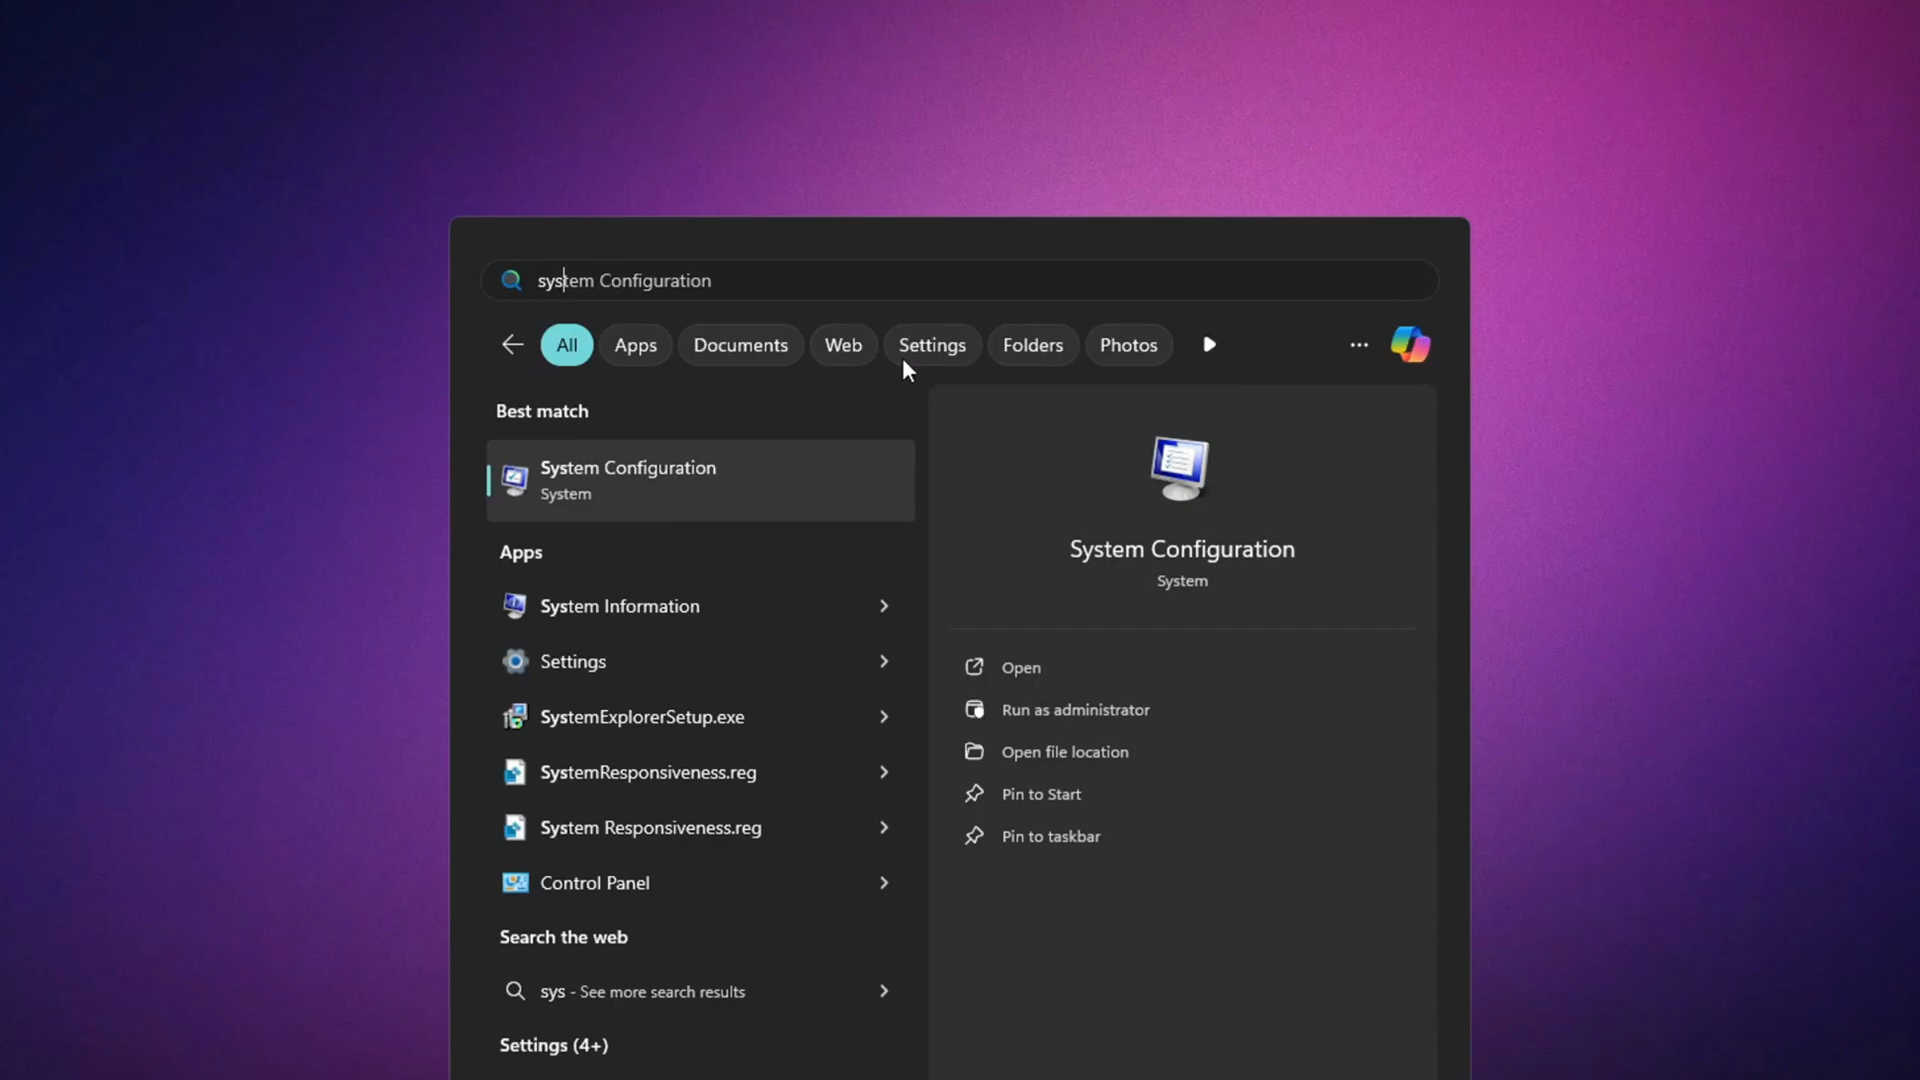 system Configuration
All
Apps
Documents
Web
Settings
Folders
Photos
Best match
System Configuration
System
Apps
System Information
Settings
SystemExplorerSetup.exe
SystemResponsiveness.reg
System Responsiveness.reg
Control Panel
Search the web
sys - See more search results
Settings (4+)
System Configuration
System
Open
Run as administrator
Open file location
Pin to Start
Pin to taskbar